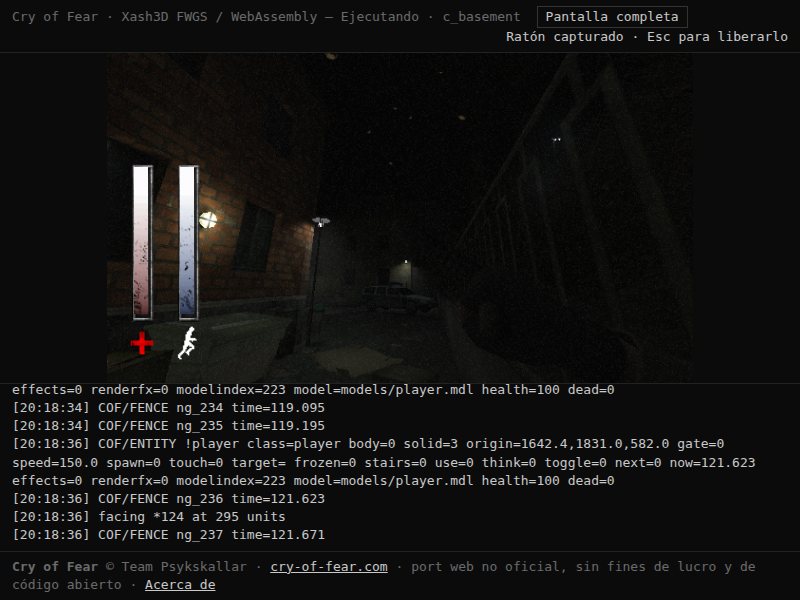 Cry of Fear · Xash3D FWGS / WebAssembly — Ejecutando · c_basement
Pantalla completa
Ratón capturado · Esc para liberarlo
effects=0 renderfx=0 modelindex=223 model=models/player.mdl health=100 dead=0
[20:18:34] COF/FENCE ng_234 time=119.095
[20:18:34] COF/FENCE ng_235 time=119.195
[20:18:36] COF/ENTITY !player class=player body=0 solid=3 origin=1642.4,1831.0,582.0 gate=0
speed=150.0 spawn=0 touch=0 target= frozen=0 stairs=0 use=0 think=0 toggle=0 next=0 now=121.623
effects=0 renderfx=0 modelindex=223 model=models/player.mdl health=100 dead=0
[20:18:36] COF/FENCE ng_236 time=121.623
[20:18:36] facing *124 at 295 units
[20:18:36] COF/FENCE ng_237 time=121.671
Cry of Fear © Team Psyskallar · cry-of-fear.com · port web no oficial, sin fines de lucro y de
código abierto · Acerca de